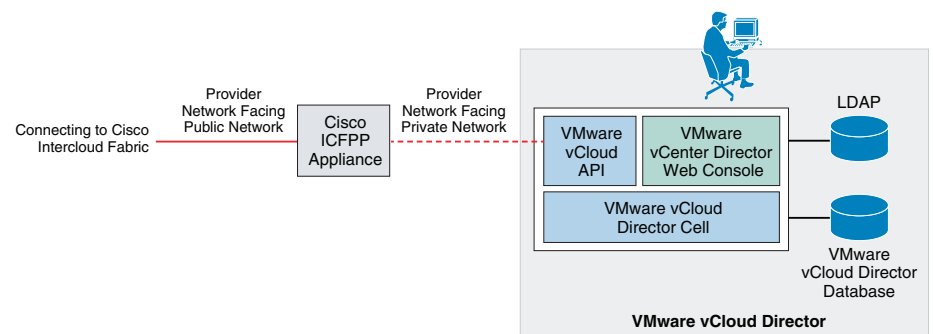 Connecting to Cisco
Intercloud Fabric
Provider
Network Facing
Public Network
Cisco
ICFPP
Appliance
Provider
Network Facing
Private Network
VMware
vCloud
API
VMware
vCenter Director
Web Console
VMware vCloud
Director Cell
LDAP
VMware
vCloud Director
Database
VMware vCloud Director